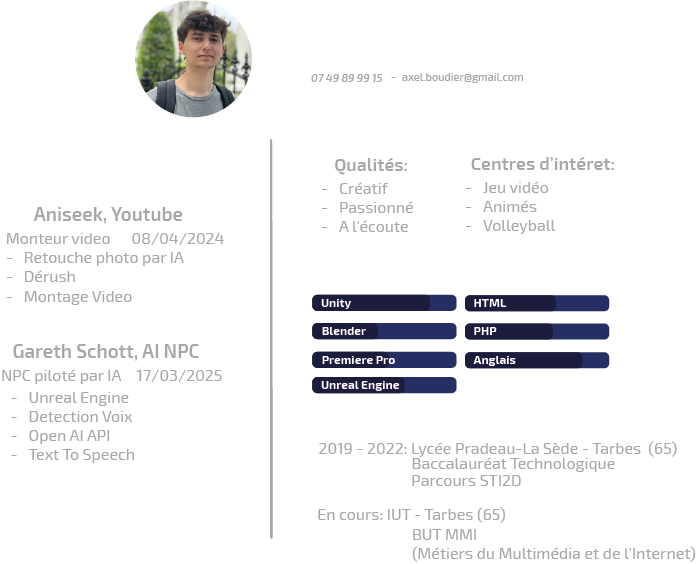 07 49 89 99 15 - axel.boudier@gmail.com
Aniseek, Youtube
Monteur video 08/04/2024
- Retouche photo par IA
- Dérush
- Montage Video
Gareth Schott, AI NPC
NPC piloté par IA 17/03/2025
- Unreal Engine
- Detection Voix
- Open AI API
- Text To Speech
Qualités:
- Créatif
- Passionné
- A l'écoute
Centres d'intéret:
- Jeu vidéo
- Animés
- Volleyball
Unity
Blender
Premiere Pro
Unreal Engine
HTML
PHP
Anglais
2019 - 2022: Lycée Pradeau-La Sède - Tarbes (65)
Baccalauréat Technologique
Parcours STI2D
En cours: IUT - Tarbes (65)
BUT MMI
(Métiers du Multimédia et de l'Internet)